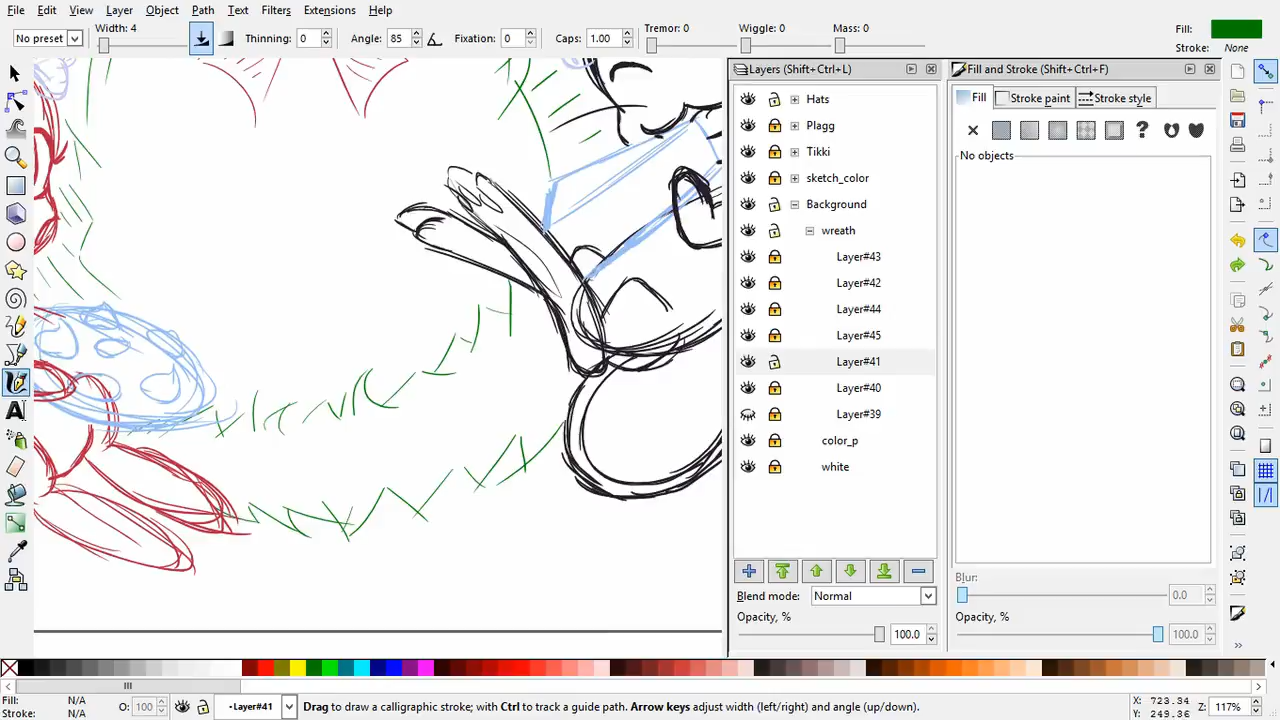 File Edit View Layer Object Path Text Filters Extensions Help
No preset Width: 4 Thinning: 0 Angle: 85 Fixation: 0 Caps: 1.00 Tremor: 0 Wiggle: 0 Mass: 0 Fill:
Stroke: None
Layers (Shift+Ctrl+L)
Hats
Plagg
Tikki
sketch_color
Background
wreath
Layer#43
Layer#42
Layer#44
Layer#45
Layer#41
Layer#40
Layer#39
color_p
white
Blend mode: Normal
Opacity, %
100.0
Fill and Stroke (Shift+Ctrl+F)
Fill Stroke paint Stroke style
?
No objects
Blur:
0.0
Opacity, %
100.0
A
Fill: N/A
Stroke: N/A
O: 100
•Layer#41
Drag to draw a calligraphic stroke; with Ctrl to track a guide path. Arrow keys adjust width (left/right) and angle (up/down).
X: 723.34
Y: 249.36
Z: 117%